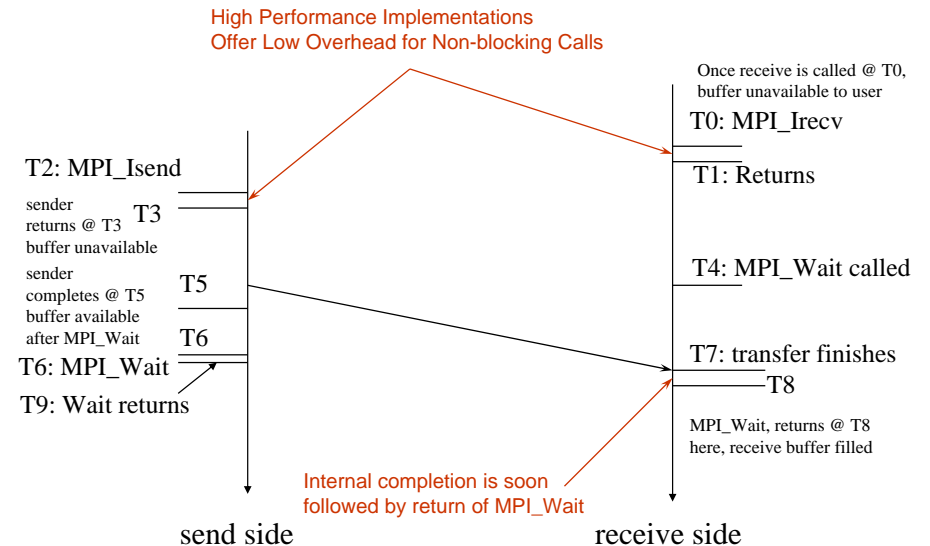 High Performance Implementations
Offer Low Overhead for Non-blocking Calls
Once receive is called @ T0,
buffer unavailable to user
T0: MPI_Irecv
T1: Returns
T2: MPI_Isend
sender
returns @ T3
buffer unavailable
T3
sender
completes @ T5
buffer available
after MPI_Wait
T5
T6
T6: MPI_Wait
T9: Wait returns
T4: MPI_Wait called
T7: transfer finishes
T8
MPI_Wait, returns @ T8
here, receive buffer filled
Internal completion is soon
followed by return of MPI_Wait
send side
receive side